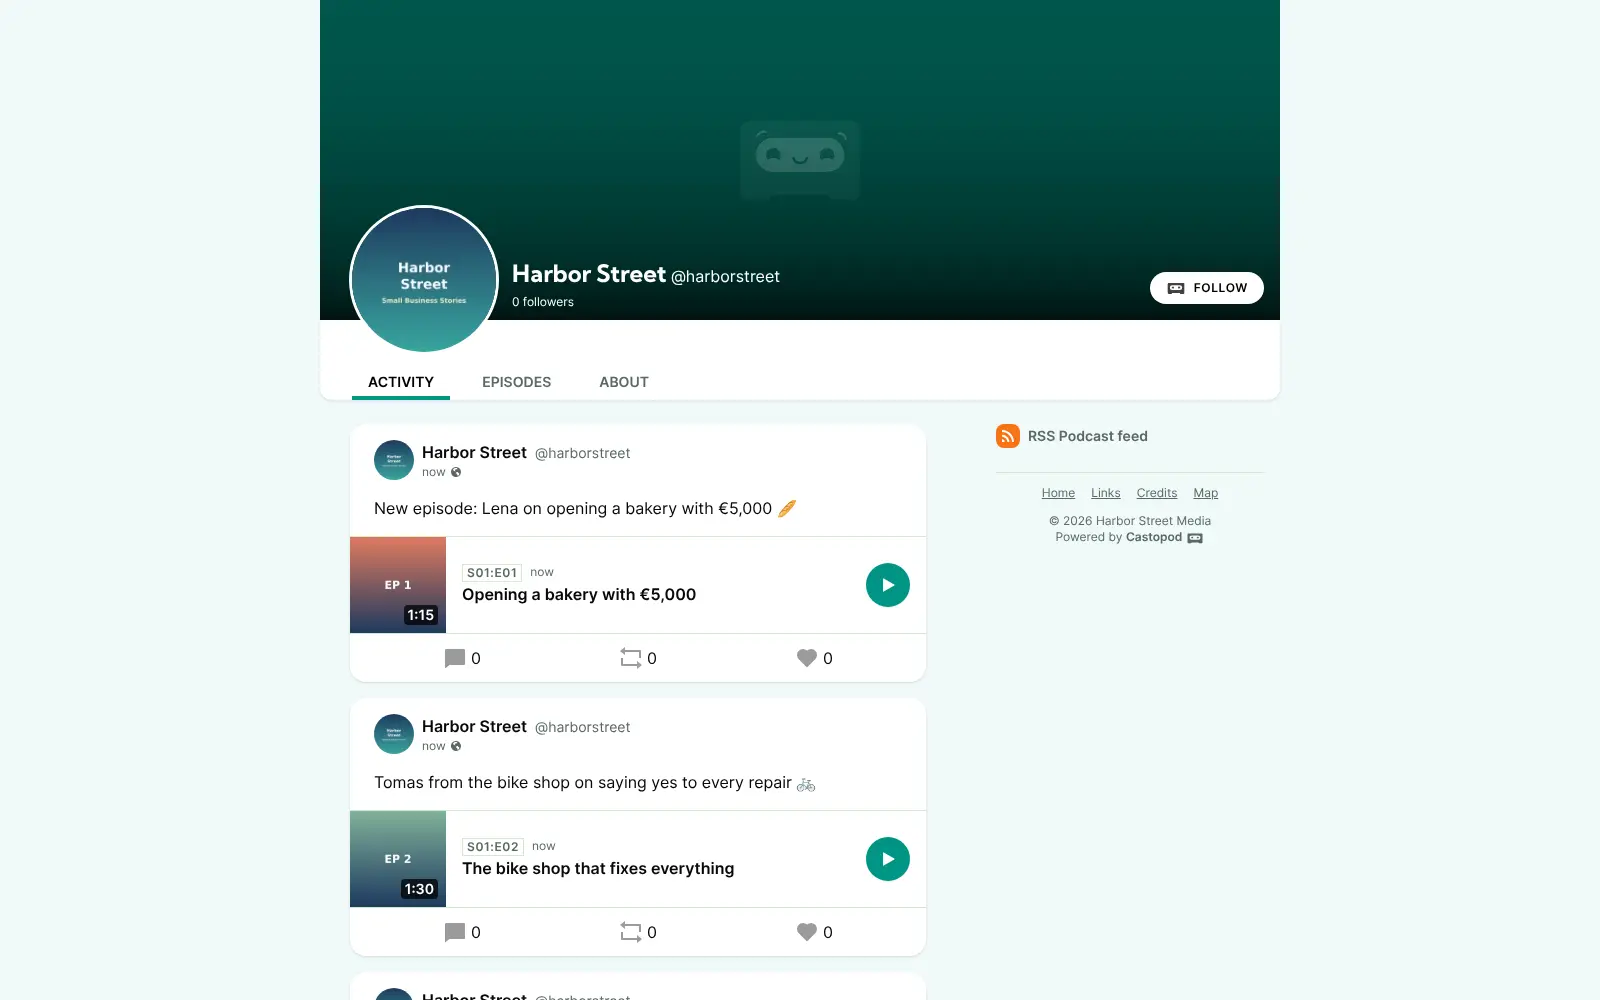 Harbor
Street
Small Business Stories
Harbor Street @harborstreet
0 followers
FOLLOW
ACTIVITY EPISODES ABOUT
Harbor Street @harborstreet
now
New episode: Lena on opening a bakery with €5,000 🥖
EP 1
1:15
S01:E01 now
Opening a bakery with €5,000
0 0 0
Harbor Street @harborstreet
now
Tomas from the bike shop on saying yes to every repair 🚲
EP 2
1:30
S01:E02 now
The bike shop that fixes everything
0 0 0
Harbor Street @harborstreet
RSS Podcast feed
Home Links Credits Map
© 2026 Harbor Street Media
Powered by Castopod